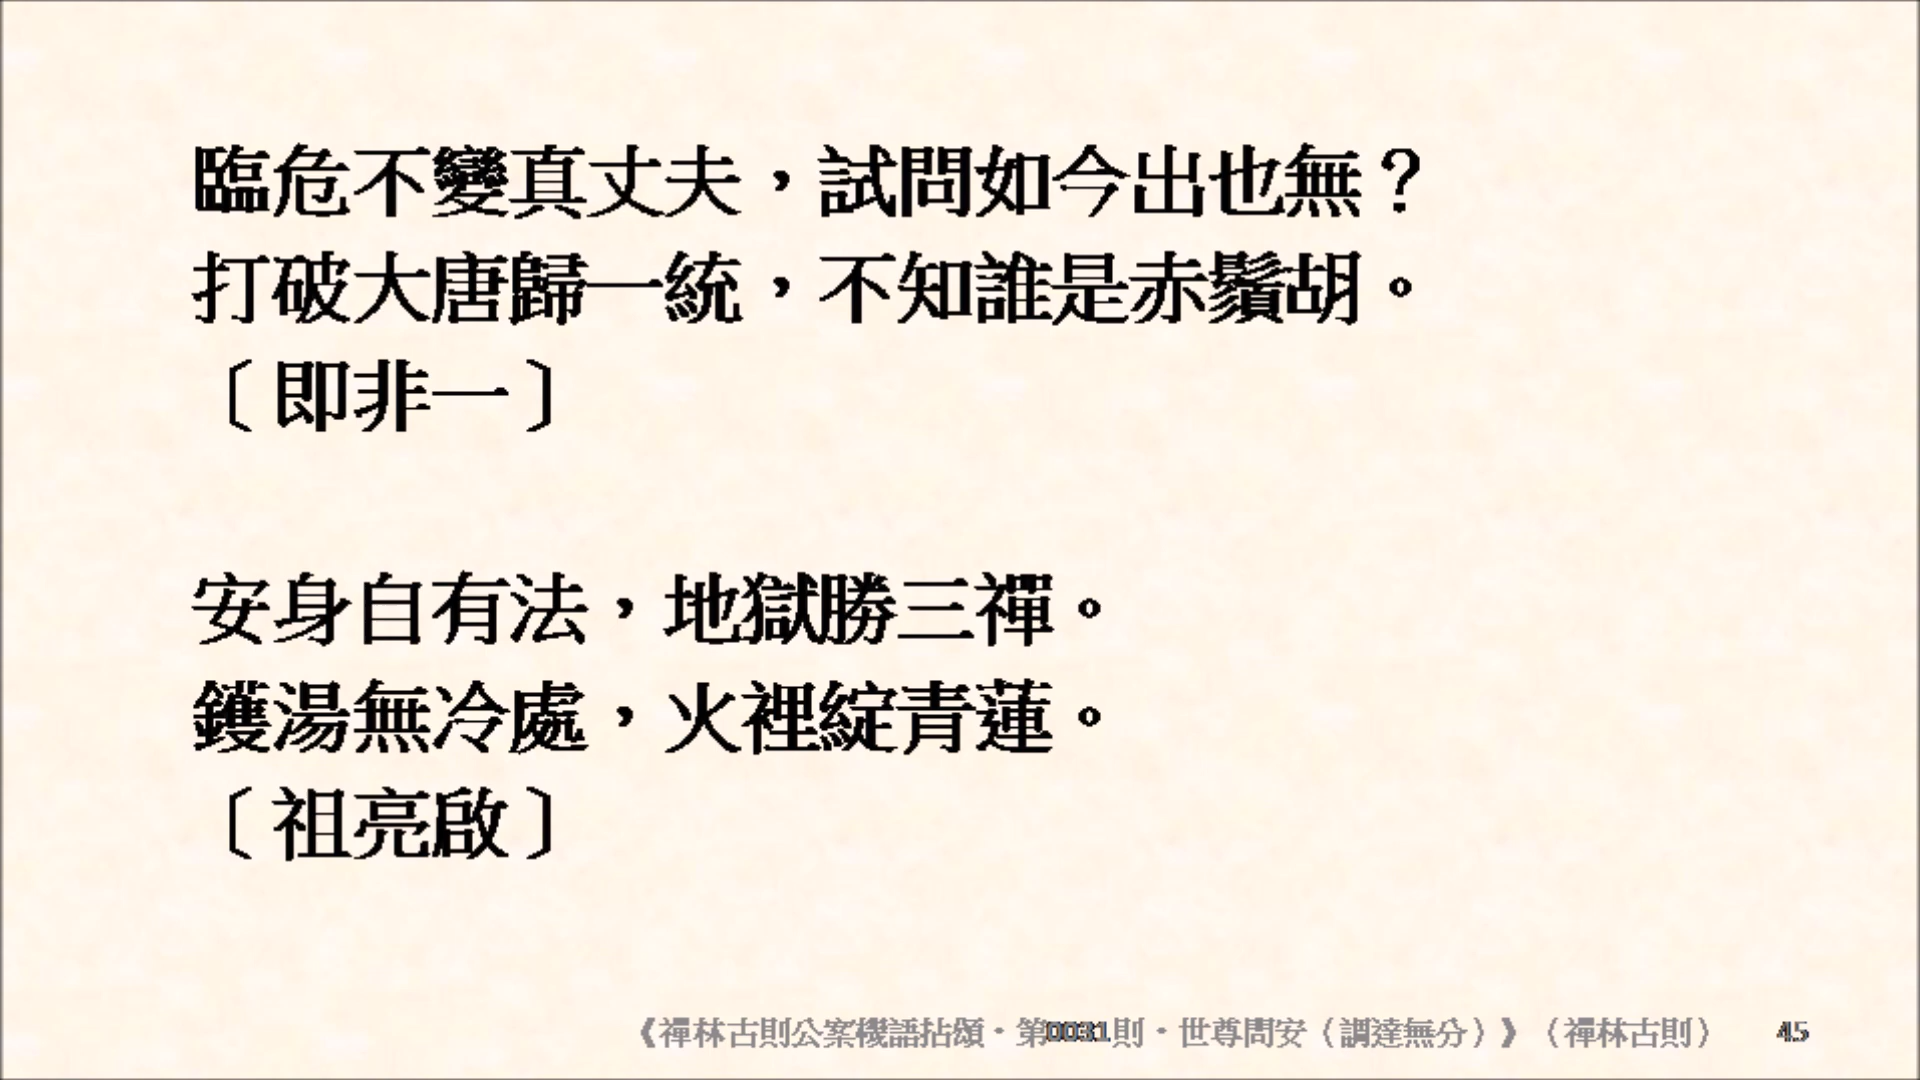 臨危不變真丈夫，試問如今出也無？
打破大唐歸一統，不知誰是赤鬚胡。
〔即非一〕
安身自有法，地獄勝三禪。
鑊湯無冷處，火裡綻青蓮。
〔祖亮啟〕
《禪林古則公案機語拈頌・第0031則・世尊問安（調達無分）》（禪林古則） 45